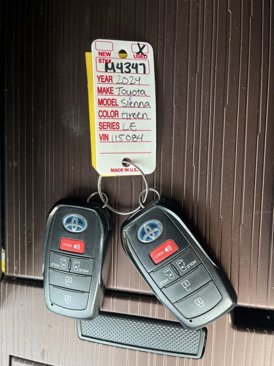 NEW X USED
STK# M4347
YEAR 2024
MAKE Toyota
MODEL Sienna
COLOR Green
SERIES LE
VIN 115084
MADE IN U.S.A.